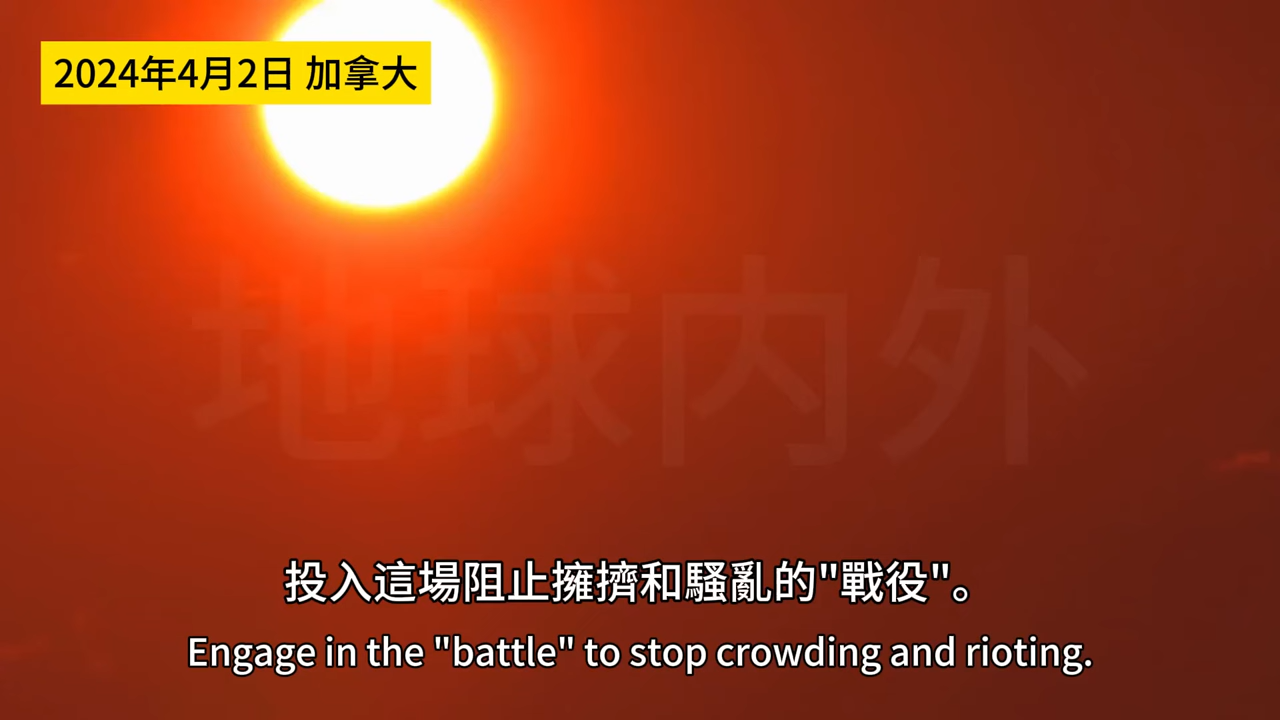 2024年4月2日 加拿大
地球内外
投入這場阻止擁擠和騷亂的"戰役"。
Engage in the "battle" to stop crowding and rioting.